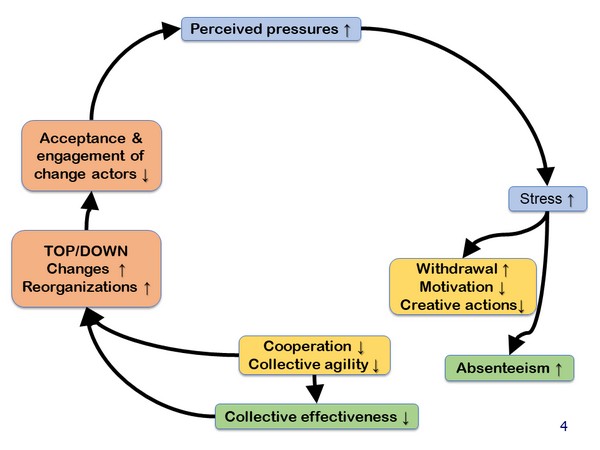 Perceived pressures ↑
Acceptance &
engagement of
change actors ↓
Stress ↑
TOP/DOWN
Changes ↑
Reorganizations ↑
Withdrawal ↑
Motivation ↓
Creative actions↓
Cooperation ↓
Collective agility ↓
Absenteeism ↑
Collective effectiveness ↓
4